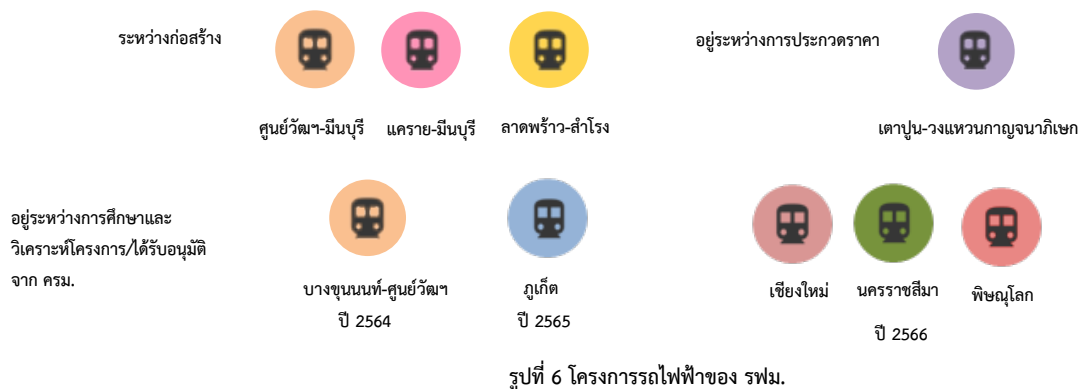 ระหว่างก่อสร้าง
อยู่ระหว่างการประกวดราคา
ศูนย์วัฒฯ-มีนบุรี
แคราย-มีนบุรี
ลาดพร้าว-สำโรง
เตาปูน-วงแหวนกาญจนาภิเษก
อยู่ระหว่างการศึกษาและ
วิเคราะห์โครงการ/ได้รับอนุมัติ
จาก ครม.
บางขุนนนท์-ศูนย์วัฒฯ
ปี 2564
ภูเก็ต
ปี 2565
เชียงใหม่
นครราชสีมา
พิษณุโลก
ปี 2566
รูปที่ 6 โครงการรถไฟฟ้าของ รฟม.